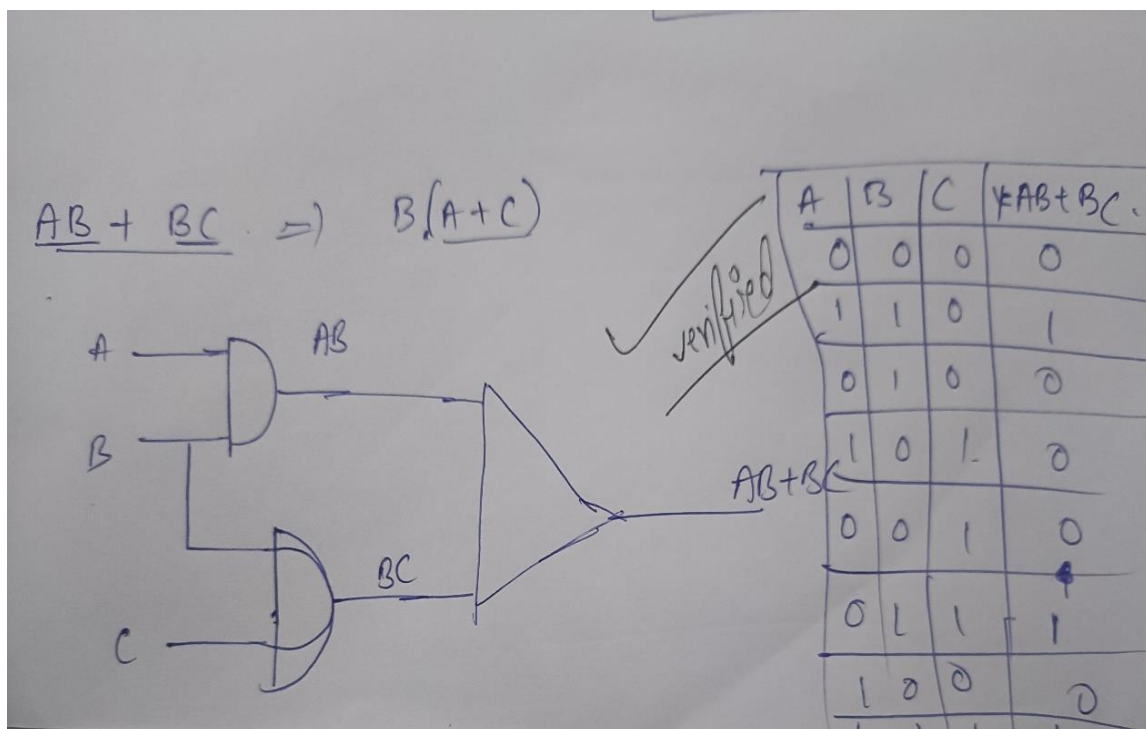 AB + BC ⇒ B.(A+C)
A AB
B
BC
C
AB+BC
verified
A B C Y=AB+BC.
0 0 0 0
1 1 0 1
0 1 0 0
1 0 1 0
0 0 1 0
0 1 1 1
1 0 0 0